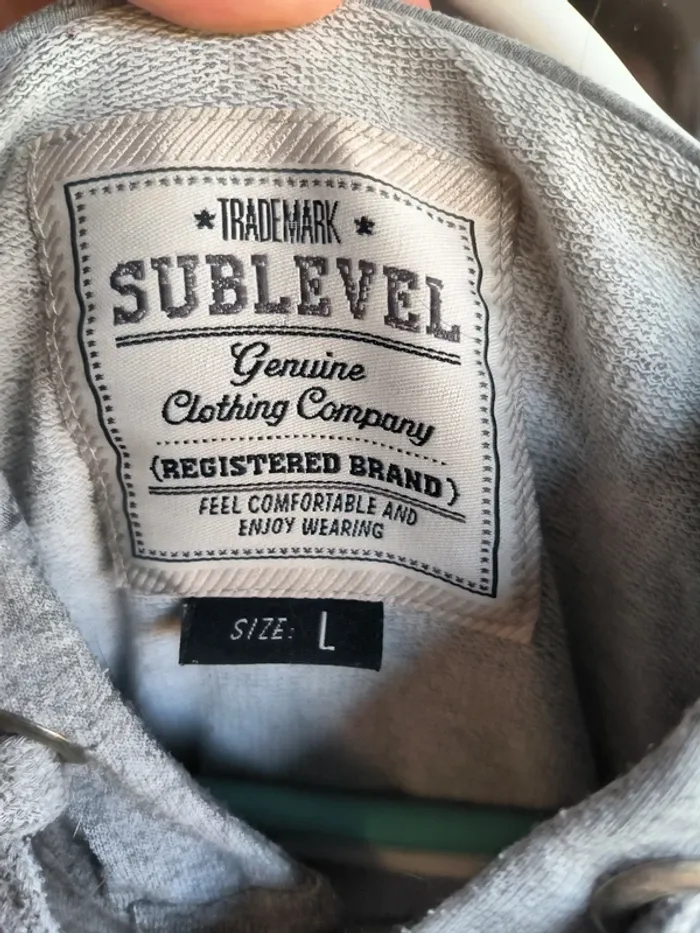 TRADEMARK
SUBLEVEL
Genuine
Clothing Company
(REGISTERED BRAND)
FEEL COMFORTABLE AND
ENJOY WEARING
SIZE: L